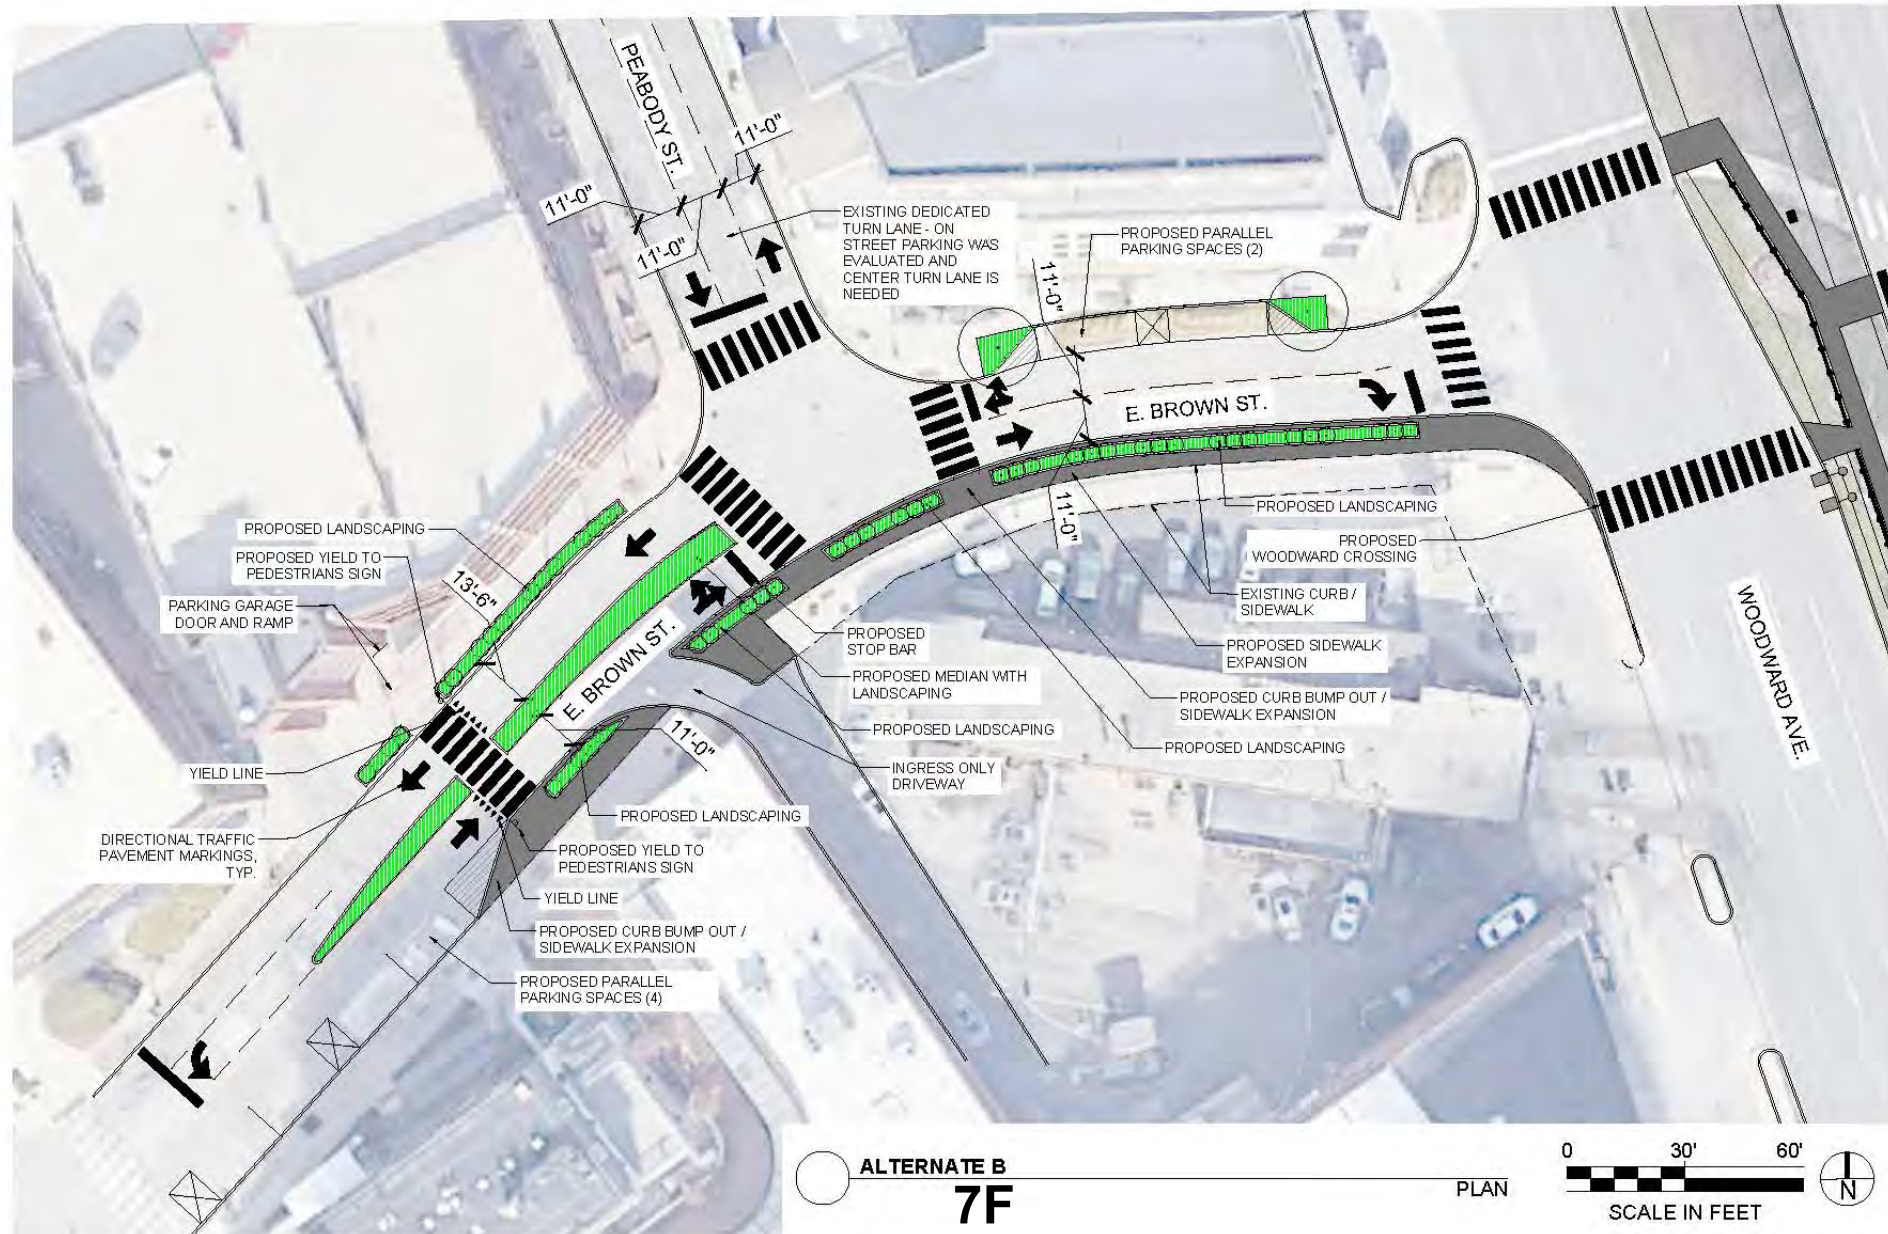 PEABODY ST.
11'-0"
11'-0"
11'-0"
EXISTING DEDICATED
TURN LANE - ON
STREET PARKING WAS
EVALUATED AND
CENTER TURN LANE IS
NEEDED
PROPOSED PARALLEL
PARKING SPACES (2)
11'-0"
E. BROWN ST.
11'-0"
PROPOSED LANDSCAPING
PROPOSED
WOODWARD CROSSING
EXISTING CURB /
SIDEWALK
PROPOSED SIDEWALK
EXPANSION
PROPOSED CURB BUMP OUT /
SIDEWALK EXPANSION
PROPOSED LANDSCAPING
WOODWARD AVE.
PROPOSED LANDSCAPING
PROPOSED YIELD TO
PEDESTRIANS SIGN
13'-6"
PARKING GARAGE
DOOR AND RAMP
E. BROWN ST.
PROPOSED
STOP BAR
PROPOSED MEDIAN WITH
LANDSCAPING
PROPOSED LANDSCAPING
11'-0"
INGRESS ONLY
DRIVEWAY
YIELD LINE
PROPOSED LANDSCAPING
DIRECTIONAL TRAFFIC
PAVEMENT MARKINGS,
TYP.
PROPOSED YIELD TO
PEDESTRIANS SIGN
YIELD LINE
PROPOSED CURB BUMP OUT /
SIDEWALK EXPANSION
PROPOSED PARALLEL
PARKING SPACES (4)
ALTERNATE B
7F
PLAN
0 30' 60'
SCALE IN FEET
N